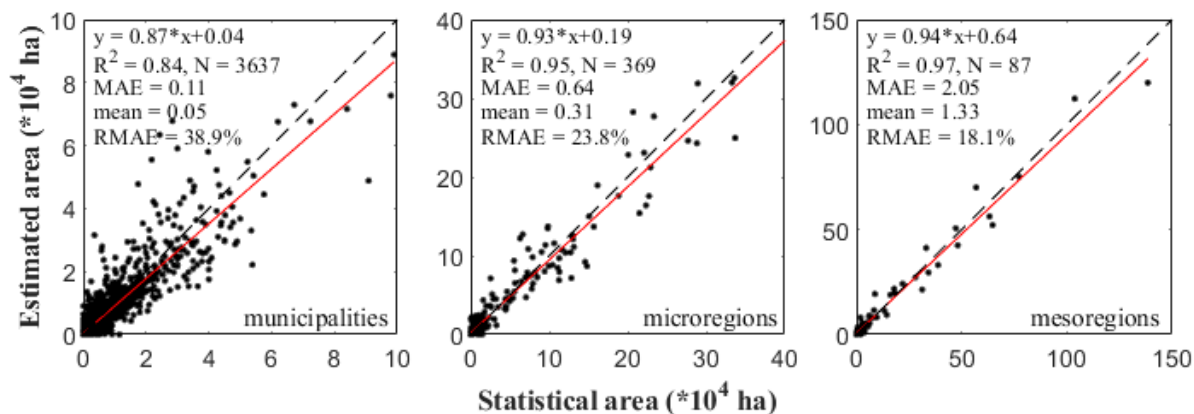 Estimated area (*10⁴ ha)
10
8
6
4
2
0
y = 0.87*x+0.04
R² = 0.84, N = 3637
MAE = 0.11
mean = 0.05
RMAE = 38.9%
municipalities
0 2 4 6 8 10
40
30
20
10
0
y = 0.93*x+0.19
R² = 0.95, N = 369
MAE = 0.64
mean = 0.31
RMAE = 23.8%
microregions
0 10 20 30 40
150
100
50
0
y = 0.94*x+0.64
R² = 0.97, N = 87
MAE = 2.05
mean = 1.33
RMAE = 18.1%
mesoregions
0 50 100 150
Statistical area (*10⁴ ha)